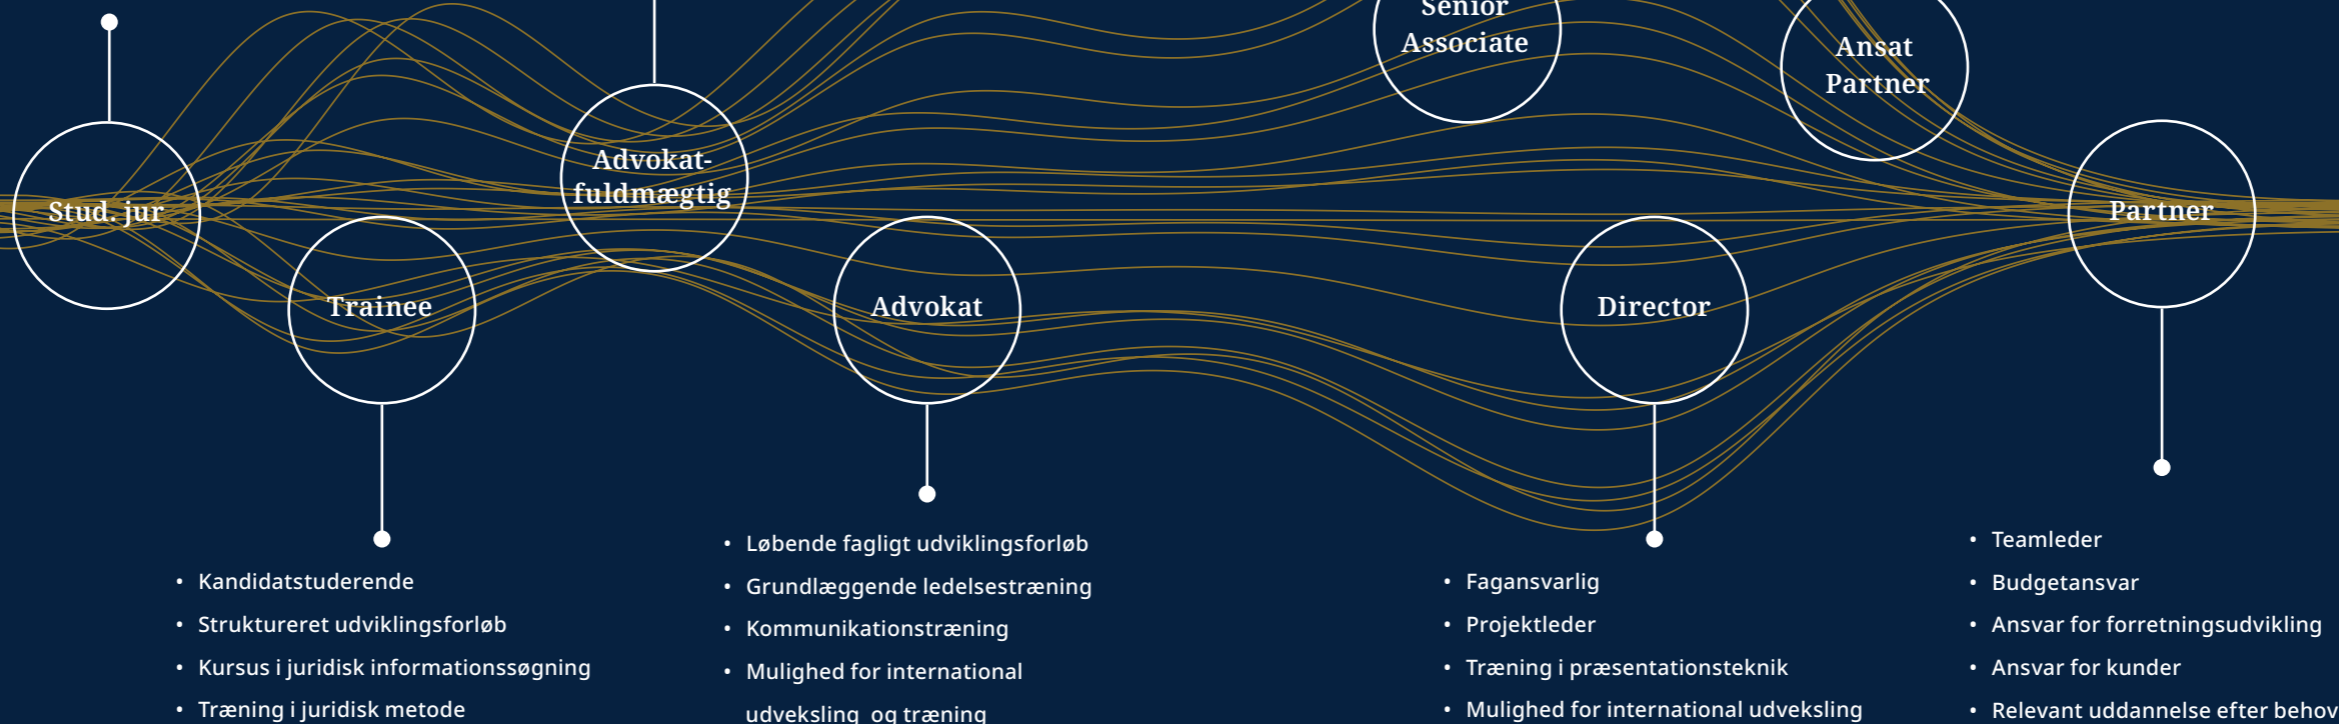 Senior
Associate
Ansat
Partner
Advokat-
fuldmægtig
Stud. jur
Partner
Trainee
Advokat
Director
• Kandidatstuderende
• Struktureret udviklingsforløb
• Kursus i juridisk informationssøgning
• Træning i juridisk metode
• Løbende fagligt udviklingsforløb
• Grundlæggende ledelsestræning
• Kommunikationstræning
• Mulighed for international
udveksling og træning
• Fagansvarlig
• Projektleder
• Træning i præsentationsteknik
• Mulighed for international udveksling
• Teamleder
• Budgetansvar
• Ansvar for forretningsudvikling
• Ansvar for kunder
• Relevant uddannelse efter behov